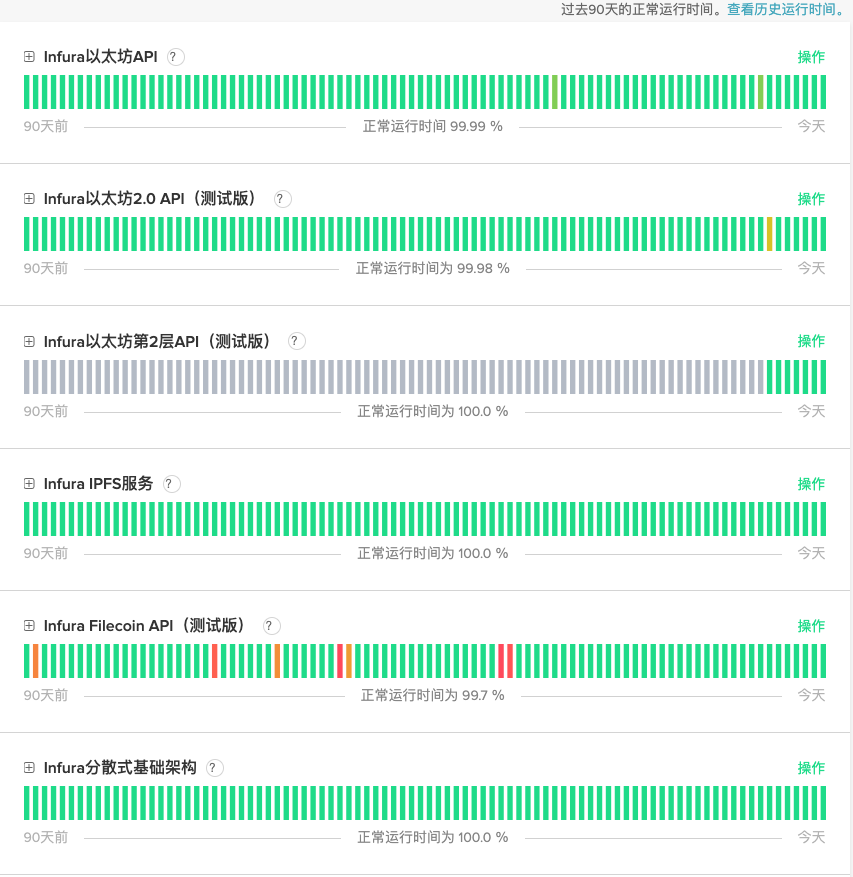 过去90天的正常运行时间。查看历史运行时间。
Infura以太坊API ? 操作
90天前 正常运行时间 99.99 % 今天
Infura以太坊2.0 API（测试版） ? 操作
90天前 正常运行时间为 99.98 % 今天
Infura以太坊第2层API（测试版） ? 操作
90天前 正常运行时间为 100.0 % 今天
Infura IPFS服务 ? 操作
90天前 正常运行时间为 100.0 % 今天
Infura Filecoin API（测试版） ? 操作
90天前 正常运行时间为 99.7 % 今天
Infura分散式基础架构 ? 操作
90天前 正常运行时间为 100.0 % 今天